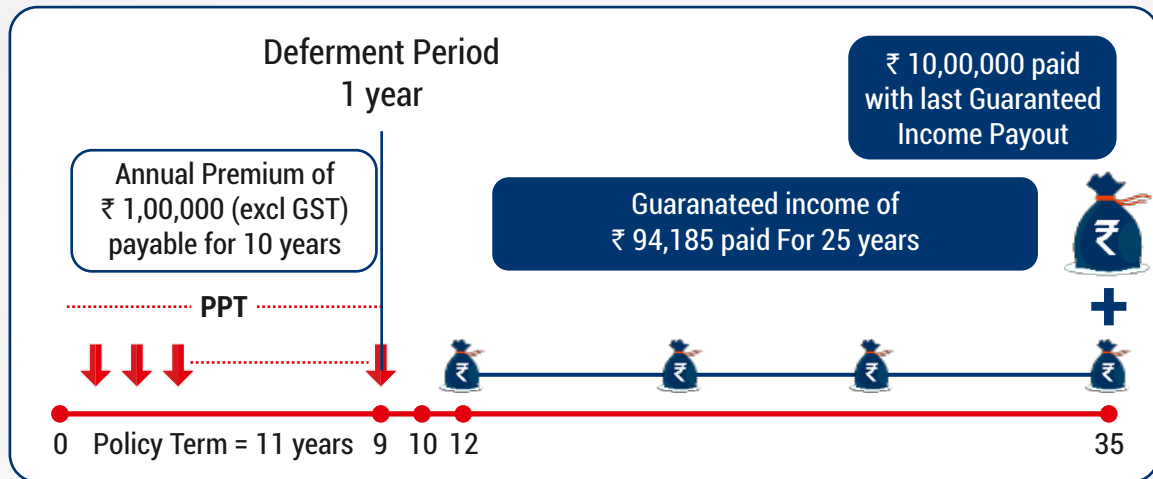 Deferment Period
1 year
₹ 10,00,000 paid
with last Guaranteed
Income Payout
Annual Premium of
₹ 1,00,000 (excl GST)
payable for 10 years
Guaranateed income of
₹ 94,185 paid For 25 years
₹
+
PPT
₹
₹
₹
₹
0 Policy Term = 11 years 9 10 12 35